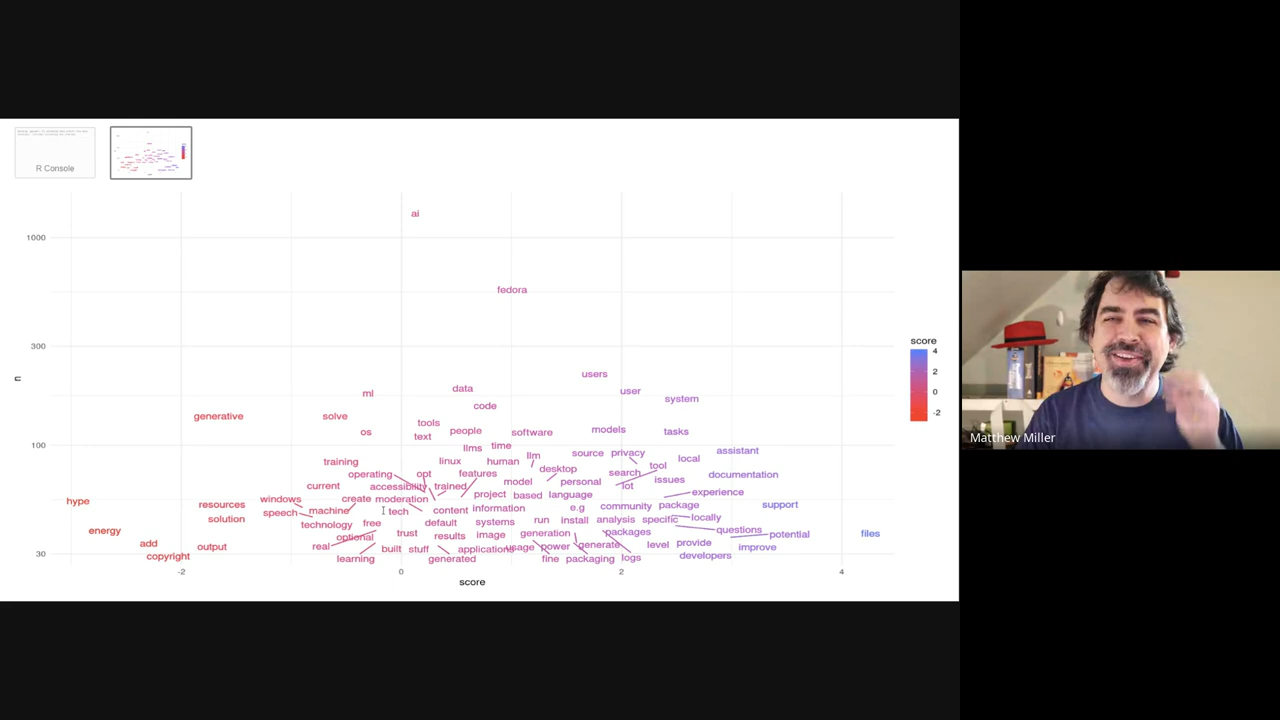 R Console
ai
1000
fedora
score
300
4
2
0
-2
n
users
ml
data
user
system
code
generative
solve
tools
os
text
people
software
models
tasks
100
llms
time
training
linux
human
llm
source
privacy
local
assistant
operating
opt
features
desktop
search
tool
documentation
current
accessibility
trained
model
personal
lot
issues
hype
resources
windows
create
moderation
project
based
language
experience
speech
machine
tech
content
information
e.g
community
package
support
solution
technology
free
default
systems
run
install
analysis
specific
locally
energy
optional
trust
results
image
generation
packages
questions
potential
files
add
output
real
built
stuff
applications
usage
power
generate
level
provide
improve
30
copyright
learning
generated
fine
packaging
logs
developers
-2
0
2
4
score
Matthew Miller